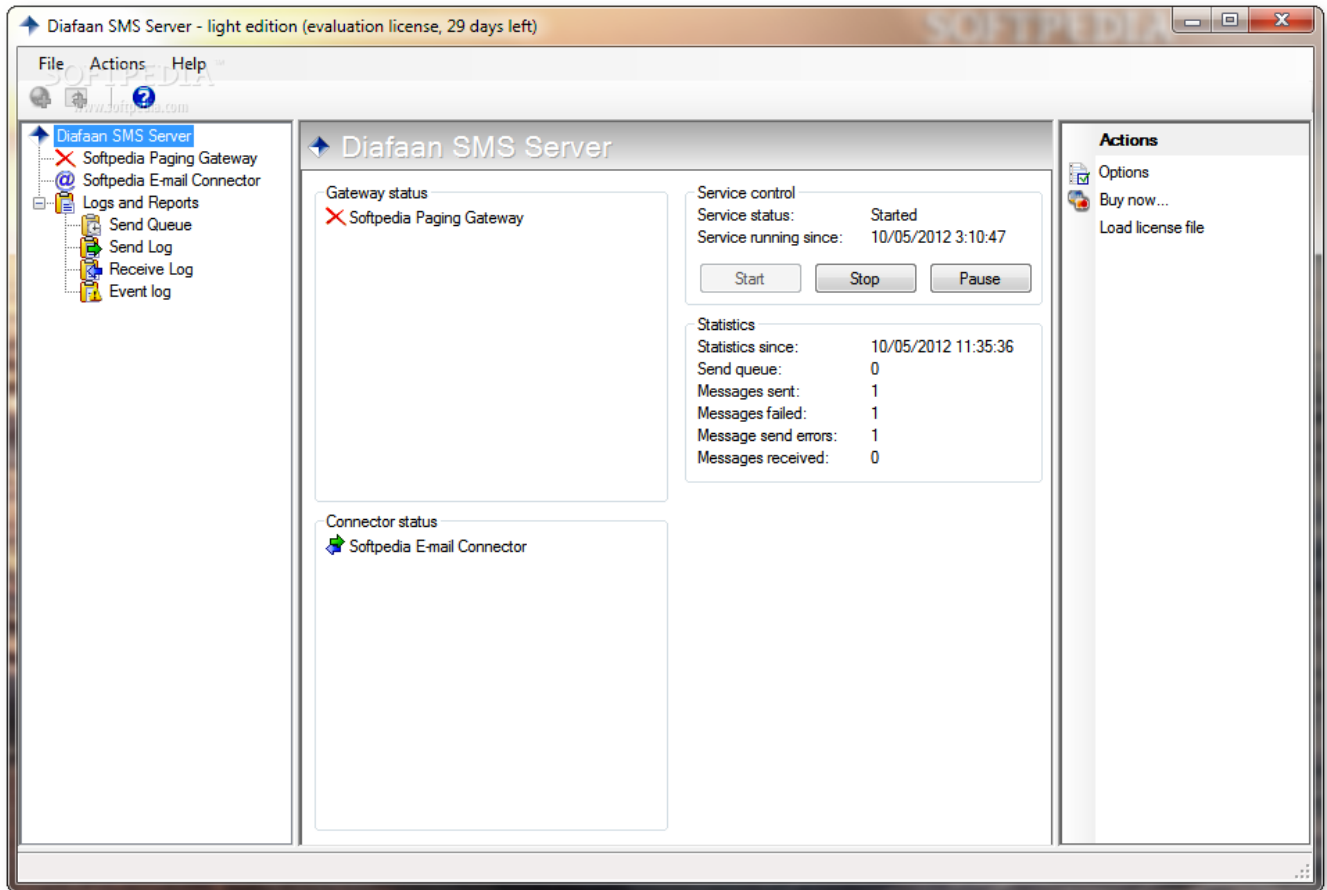 Diafaan SMS Server - light edition (evaluation license, 29 days left)
SOFTPEDIA
File Actions Help
SOFTPEDIA™
www.softpedia.com
Diafaan SMS Server
Softpedia Paging Gateway
Softpedia E-mail Connector
Logs and Reports
Send Queue
Send Log
Receive Log
Event log
Diafaan SMS Server
Gateway status
Softpedia Paging Gateway
Connector status
Softpedia E-mail Connector
Service control
Service status: Started
Service running since: 10/05/2012 3:10:47
Start Stop Pause
Statistics
Statistics since: 10/05/2012 11:35:36
Send queue: 0
Messages sent: 1
Messages failed: 1
Message send errors: 1
Messages received: 0
Actions
Options
Buy now...
Load license file